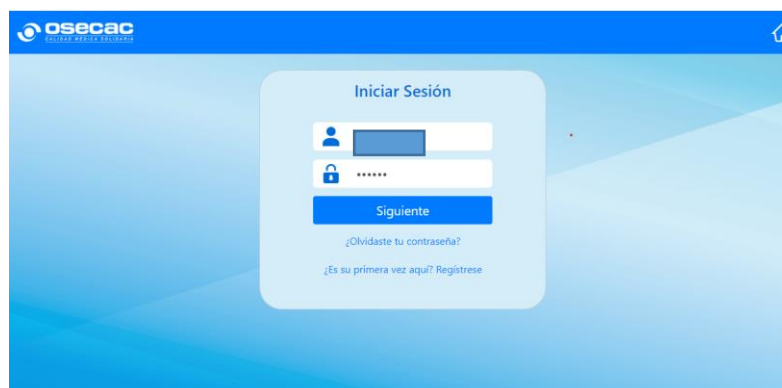 osecac
CALIDAD MÉDICA SOLIDARIA
Iniciar Sesión
••••••
Siguiente
¿Olvidaste tu contraseña?
¿Es su primera vez aquí? Regístrese